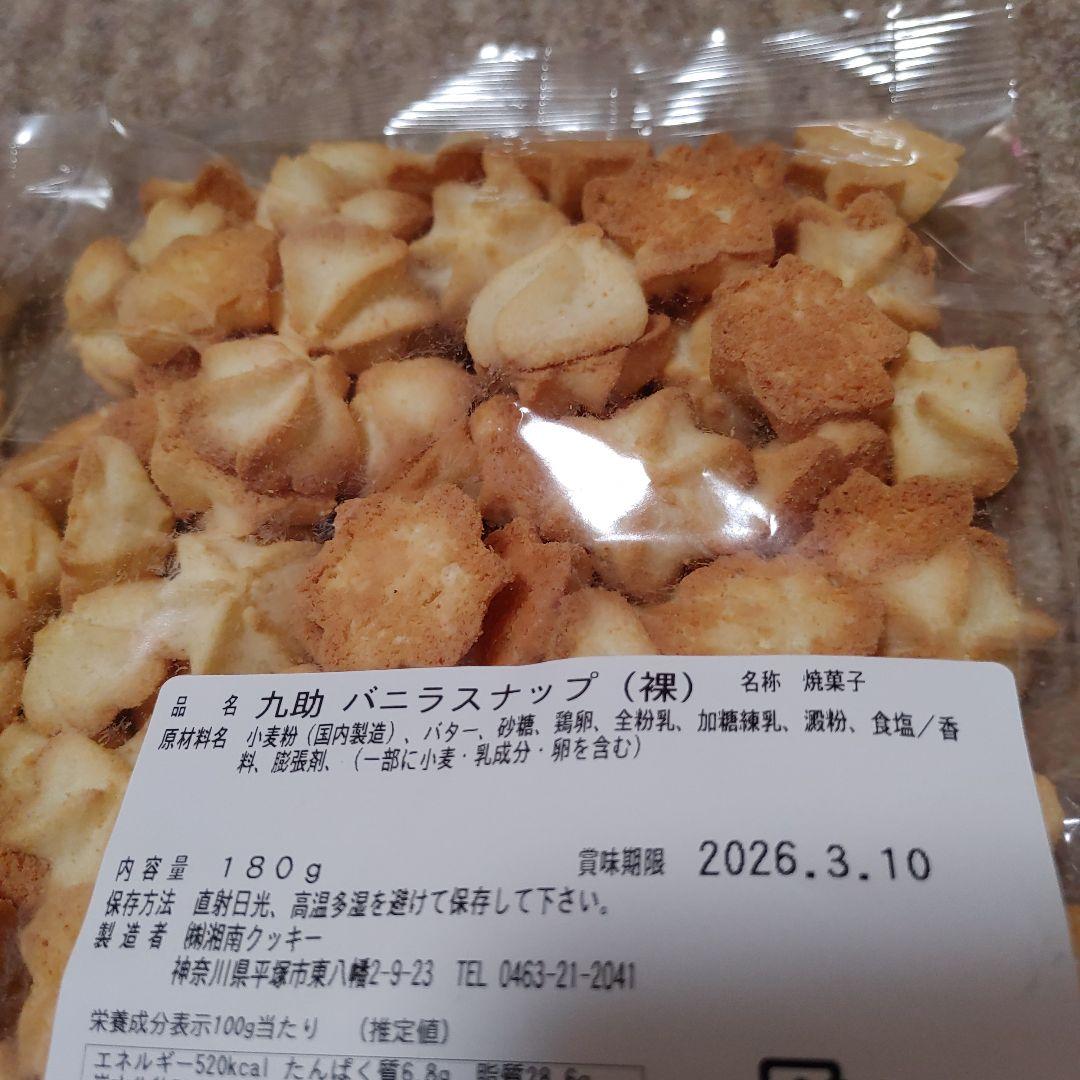 品 名 九助 バニラスナップ（裸） 名称 焼菓子
原材料名 小麦粉（国内製造）、バター、砂糖、鶏卵、全粉乳、加糖練乳、澱粉、食塩／香
料、膨張剤、（一部に小麦・乳成分・卵を含む）
内容量 １８０ｇ 賞味期限 2026.3.10
保存方法 直射日光、高温多湿を避けて保存して下さい。
製造者 ㈱湘南クッキー
神奈川県平塚市東八幡2-9-23 TEL 0463-21-2041
栄養成分表示100g当たり （推定値）
エネルギー520kcal たんぱく質6.8g 脂質28.6g